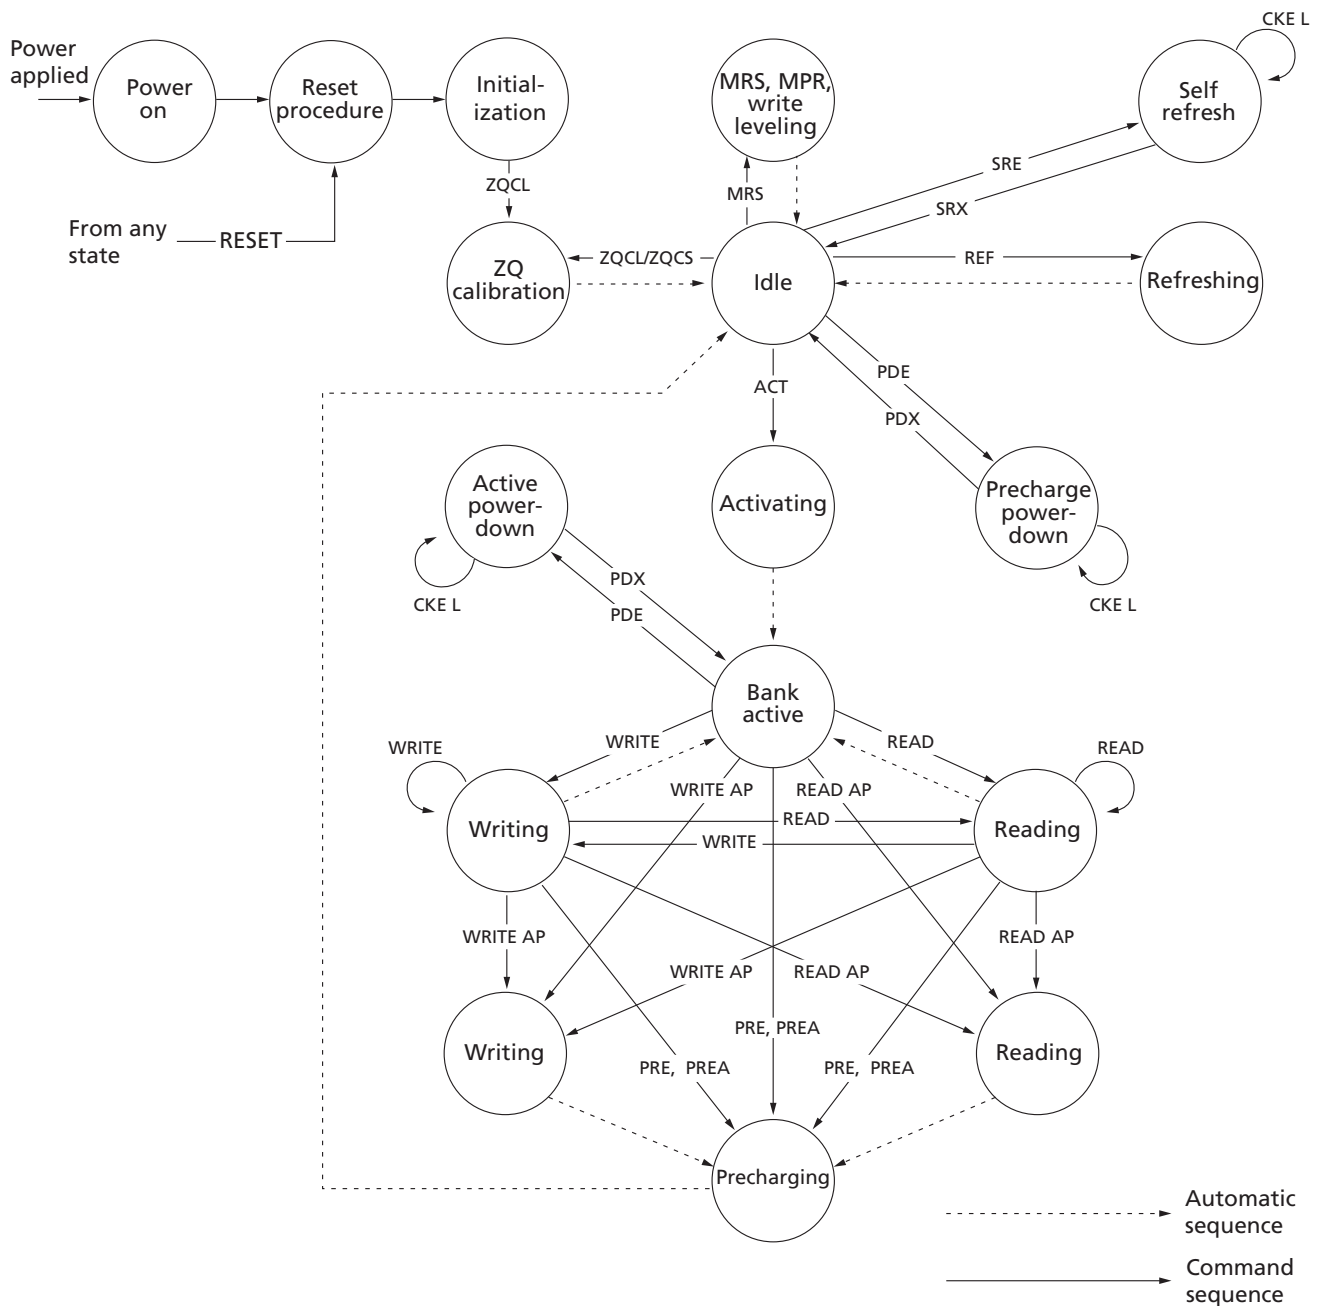 Power
applied
Power
on
Reset
procedure
Initial-
ization
MRS, MPR,
write
leveling
Self
refresh
CKE L
ZQCL
MRS
SRE
SRX
From any
state
RESET
ZQ
calibration
ZQCL/ZQCS
Idle
REF
Refreshing
ACT
PDE
PDX
Active
power-
down
Activating
Precharge
power-
down
CKE L
PDX
PDE
CKE L
Bank
active
WRITE
WRITE
READ
READ
WRITE AP
READ AP
Writing
READ
WRITE
Reading
WRITE AP
READ AP
WRITE AP
READ AP
PRE, PREA
Writing
Reading
PRE, PREA
PRE, PREA
Precharging
Automatic
sequence
Command
sequence